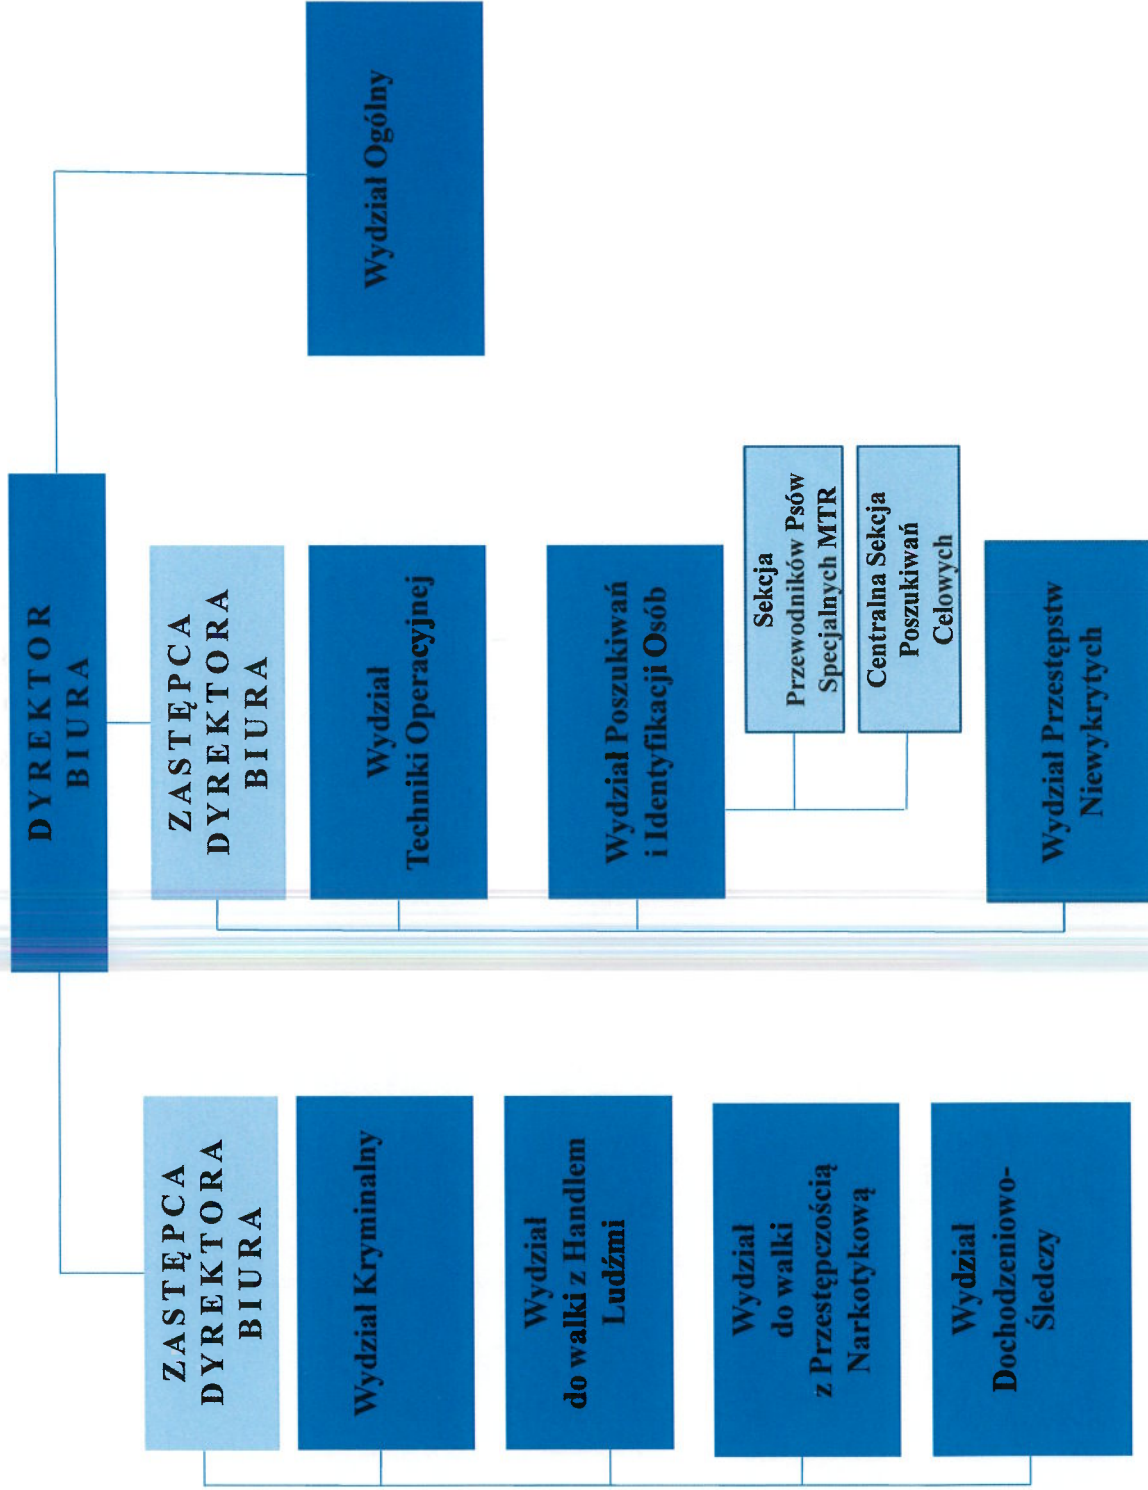 DYREKTOR
BIURA
ZASTĘPCA
DYREKTORA
BIURA
Wydział Kryminalny
Wydział
do walki z Handlem
Ludźmi
Wydział
do walki
z Przestępczością
Narkotykową
Wydział
Dochodzeniowo-
Śledczy
ZASTĘPCA
DYREKTORA
BIURA
Wydział
Techniki Operacyjnej
Wydział Poszukiwań
i Identyfikacji Osób
Sekcja
Przewodników Psów
Specjalnych MTR
Centralna Sekcja
Poszukiwań
Celowych
Wydział Przestępstw
Niewykrytych
Wydział Ogólny